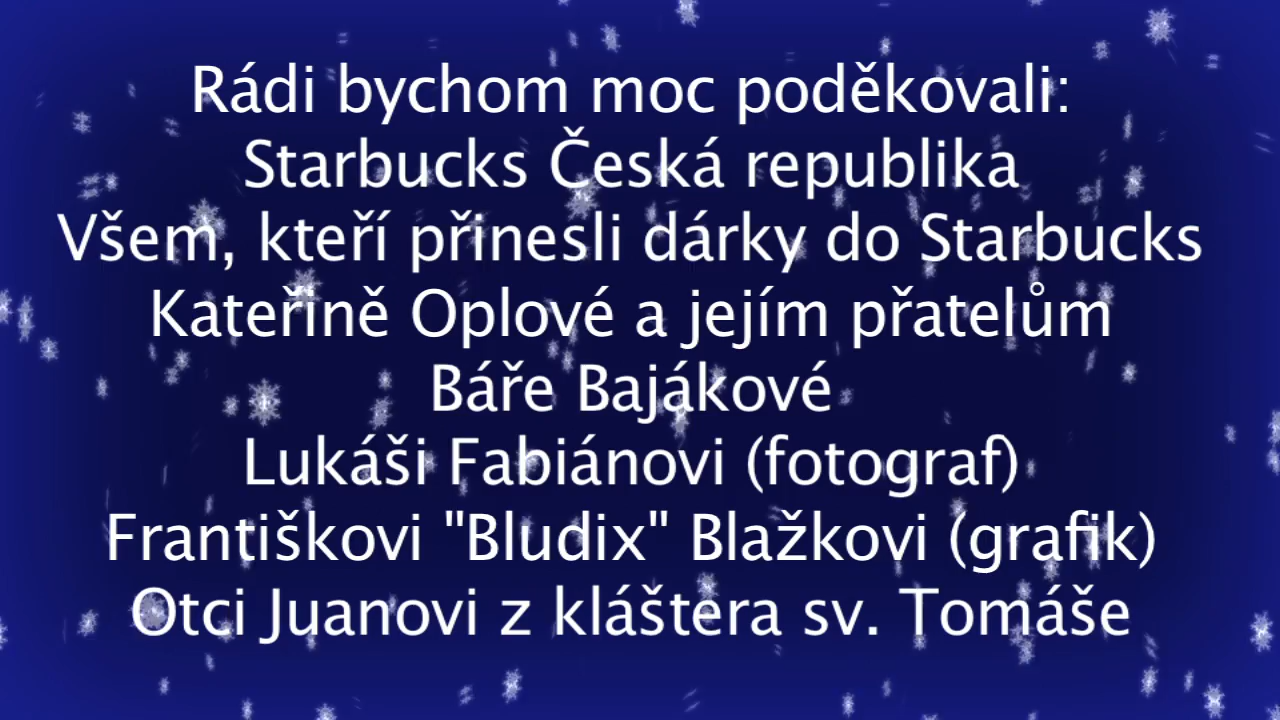 Rádi bychom moc poděkovali:
Starbucks Česká republika
Všem, kteří přinesli dárky do Starbucks
Kateřině Oplové a jejím přatelům
Báře Bajákové
Lukáši Fabiánovi (fotograf)
Františkovi "Bludix" Blažkovi (grafik)
Otci Juanovi z kláštera sv. Tomáše